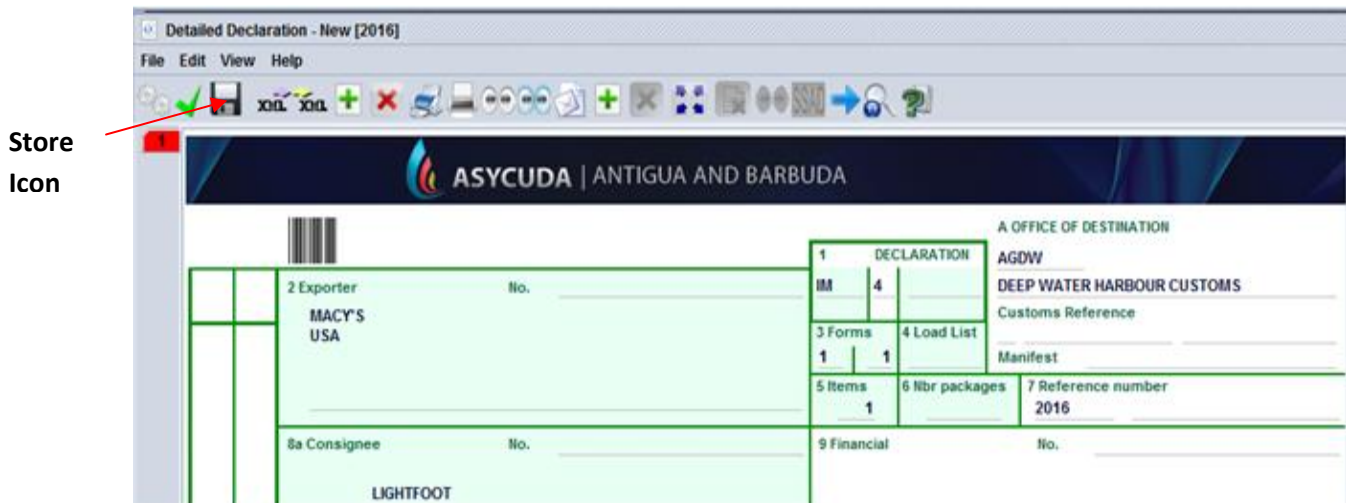 Detailed Declaration - New [2016]
File Edit View Help
xml xml
Store
Icon
1
ASYCUDA | ANTIGUA AND BARBUDA
A OFFICE OF DESTINATION
1 DECLARATION
AGDW
IM 4
DEEP WATER HARBOUR CUSTOMS
2 Exporter No.
MACY'S
USA
Customs Reference
3 Forms 4 Load List
1 1
Manifest
5 Items 6 Nbr packages 7 Reference number
1 2016
8a Consignee No.
9 Financial No.
LIGHTFOOT